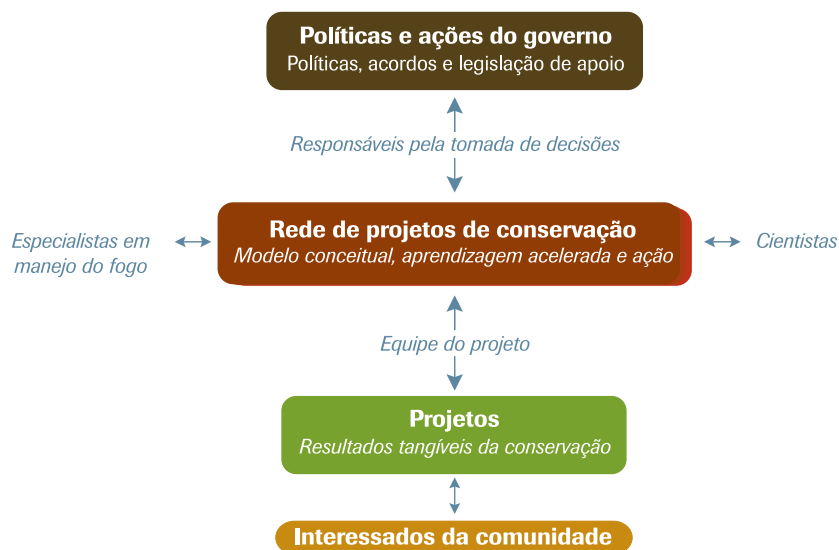 Políticas e ações do governo
Políticas, acordos e legislação de apoio
Responsáveis pela tomada de decisões
Rede de projetos de conservação
Modelo conceitual, aprendizagem acelerada e ação
Especialistas em
manejo do fogo
Cientistas
Equipe do projeto
Projetos
Resultados tangíveis da conservação
Interessados da comunidade